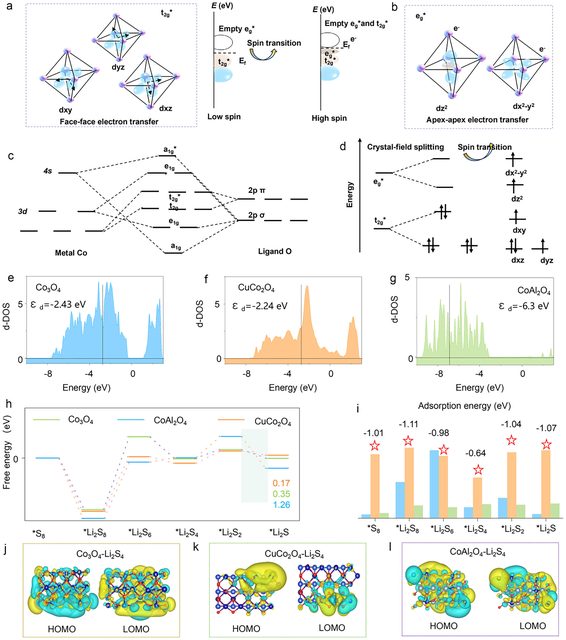 a
t2g*
dyz
dxy
dxz
Face-face electron transfer
E (eV)
Empty eg*
Ef
t2g*
Low spin
Spin transition
E (eV)
Empty eg*and t2g*
e-
Ef
eg*
t2g*
High spin
b
eg*
e-
e-
dz2
dx2-y2
Apex-apex electron transfer
c
4s
3d
Metal Co
a1g*
e1g
t2g*
t2g
e1g
a1g
2p π
2p σ
Ligand O
d
Energy
Crystal-field splitting
Spin transition
eg*
t2g*
dx2-y2
dz2
dxy
dxz
dyz
e
Co3O4
ε d=-2.43 eV
d-DOS
5
0
-8
-4
0
Energy (eV)
f
CuCo2O4
ε d=-2.24 eV
d-DOS
5
0
-8
-4
0
Energy (eV)
g
CoAl2O4
ε d=-6.3 eV
d-DOS
5
0
-8
-4
0
Energy (eV)
h
Co3O4
CoAl2O4
CuCo2O4
Free energy (eV)
0
0.17
0.35
1.26
*S8
*Li2S8
*Li2S6
*Li2S4
*Li2S2
*Li2S
i
Adsorption energy (eV)
-1.01
-1.11
-0.98
-0.64
-1.04
-1.07
*S8
*Li2S8
*Li2S6
*Li2S4
*Li2S2
*Li2S
j
Co3O4-Li2S4
HOMO
LOMO
k
CuCo2O4-Li2S4
HOMO
LOMO
l
CoAl2O4-Li2S4
HOMO
LOMO